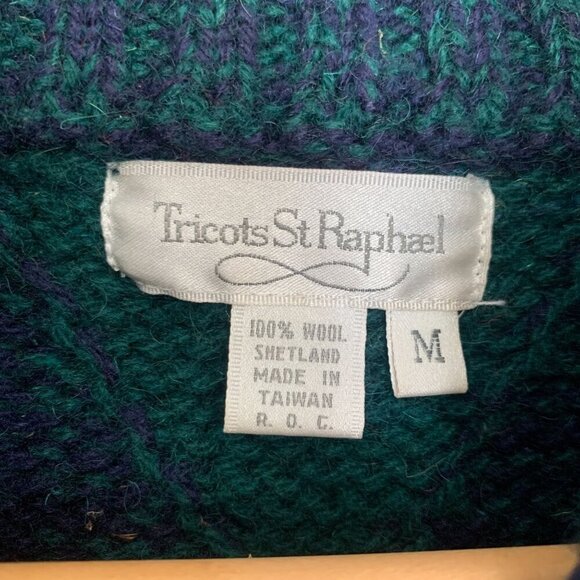 Tricots St Raphael
100% WOOL
SHETLAND
MADE IN
TAIWAN
R. O. C.
M